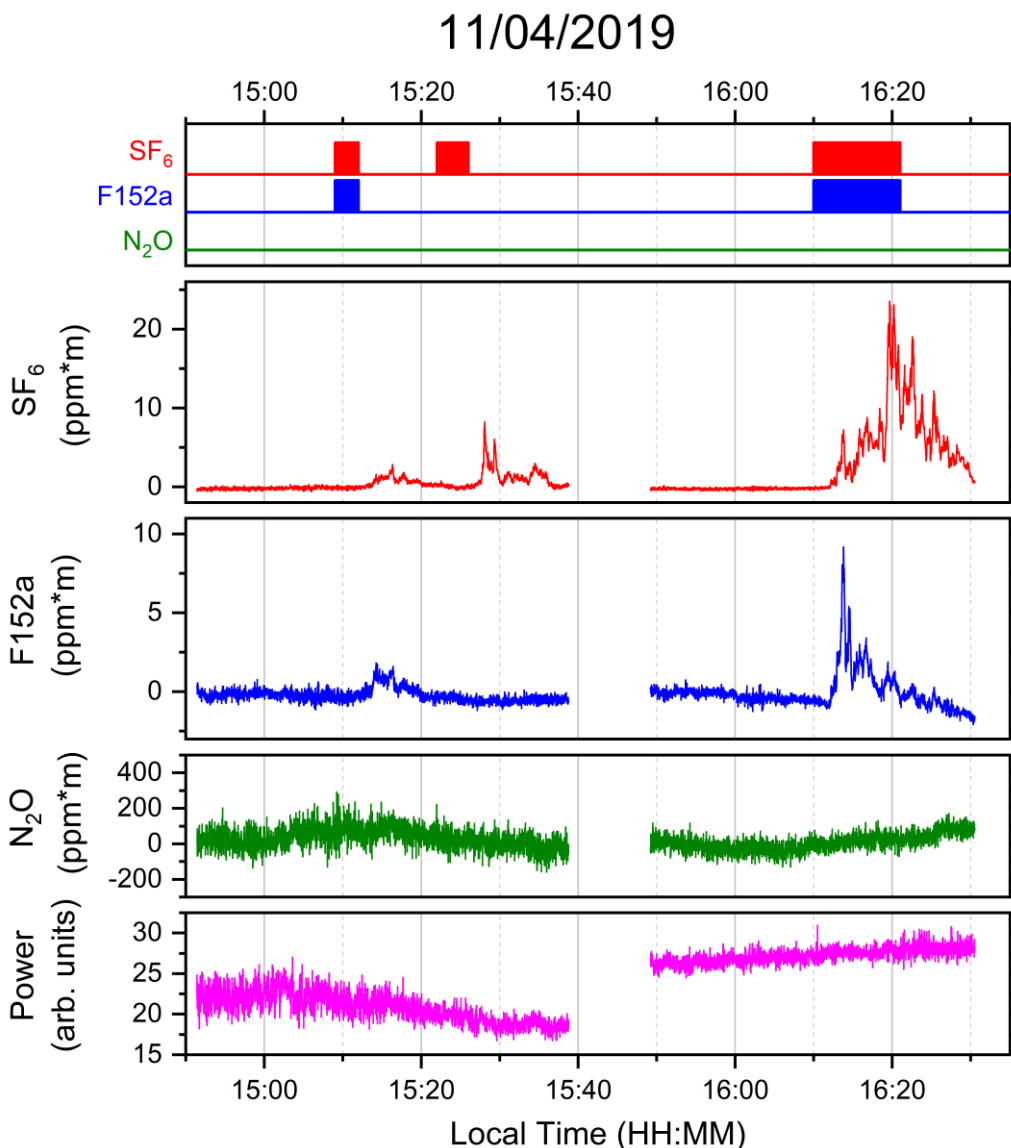 11/04/2019
15:00 15:20 15:40 16:00 16:20
SF₆
F152a
N₂O
SF₆
(ppm*m)
20
10
0
F152a
(ppm*m)
10
5
0
N₂O
(ppm*m)
400
200
0
-200
Power
(arb. units)
30
25
20
15
15:00 15:20 15:40 16:00 16:20
Local Time (HH:MM)